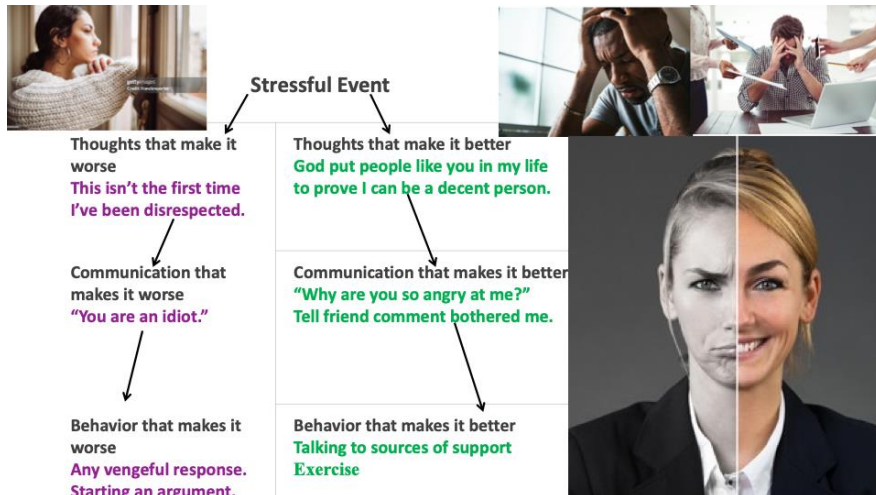 gettyimages
Stressful Event
Thoughts that make it
worse
This isn't the first time
I've been disrespected.
Thoughts that make it better
God put people like you in my life
to prove I can be a decent person.
Communication that
makes it worse
"You are an idiot."
Communication that makes it better
"Why are you so angry at me?"
Tell friend comment bothered me.
Behavior that makes it
worse
Any vengeful response.
Starting an argument.
Behavior that makes it better
Talking to sources of support
Exercise